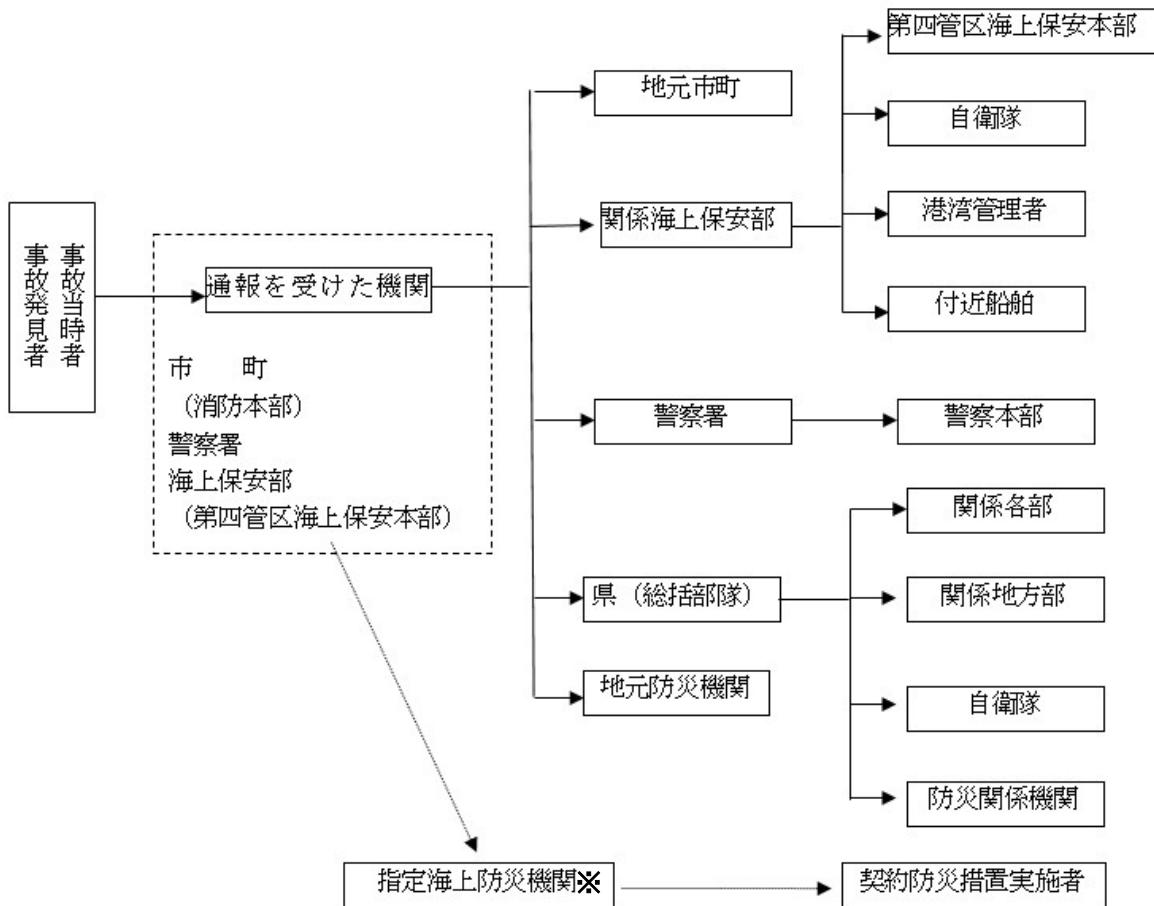 事故当時者
事故発見者
通報を受けた機関
市　　町
（消防本部）
警察署
海上保安部
（第四管区海上保安本部）
地元市町
関係海上保安部
警察署
県（総括部隊）
地元防災機関
第四管区海上保安本部
自衛隊
港湾管理者
付近船舶
警察本部
関係各部
関係地方部
自衛隊
防災関係機関
指定海上防災機関※
契約防災措置実施者